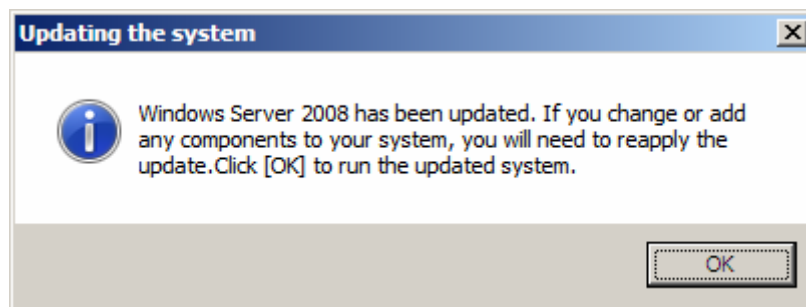 Updating the system
Windows Server 2008 has been updated. If you change or add
any components to your system, you will need to reapply the
update.Click [OK] to run the updated system.
OK